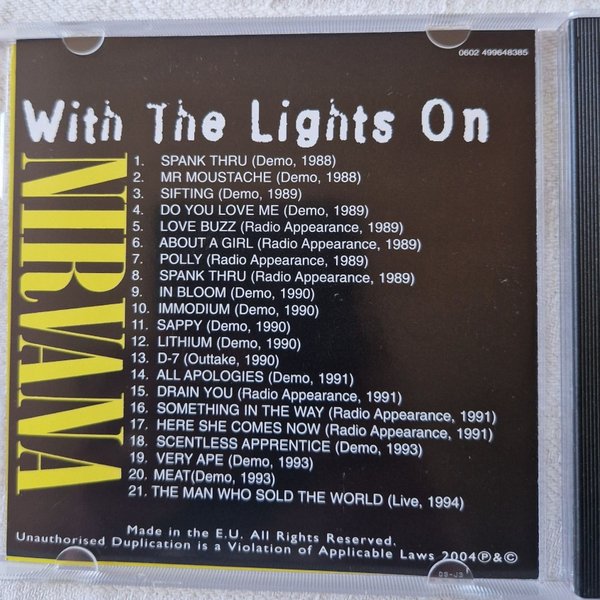 0602 499648385
With The Lights On
NIRVANA
1. SPANK THRU (Demo, 1988)
2. MR MOUSTACHE (Demo, 1988)
3. SIFTING (Demo, 1989)
4. DO YOU LOVE ME (Demo, 1989)
5. LOVE BUZZ (Radio Appearance, 1989)
6. ABOUT A GIRL (Radio Appearance, 1989)
7. POLLY (Radio Appearance, 1989)
8. SPANK THRU (Radio Appearance, 1989)
9. IN BLOOM (Demo, 1990)
10. IMMODIUM (Demo, 1990)
11. SAPPY (Demo, 1990)
12. LITHIUM (Demo, 1990)
13. D-7 (Outtake, 1990)
14. ALL APOLOGIES (Demo, 1991)
15. DRAIN YOU (Radio Appearance, 1991)
16. SOMETHING IN THE WAY (Radio Appearance, 1991)
17. HERE SHE COMES NOW (Radio Appearance, 1991)
18. SCENTLESS APPRENTICE (Demo, 1993)
19. VERY APE (Demo, 1993)
20. MEAT(Demo, 1993)
21. THE MAN WHO SOLD THE WORLD (Live, 1994)
Made in the E.U. All Rights Reserved.
Unauthorised Duplication is a Violation of Applicable Laws 2004℗&©